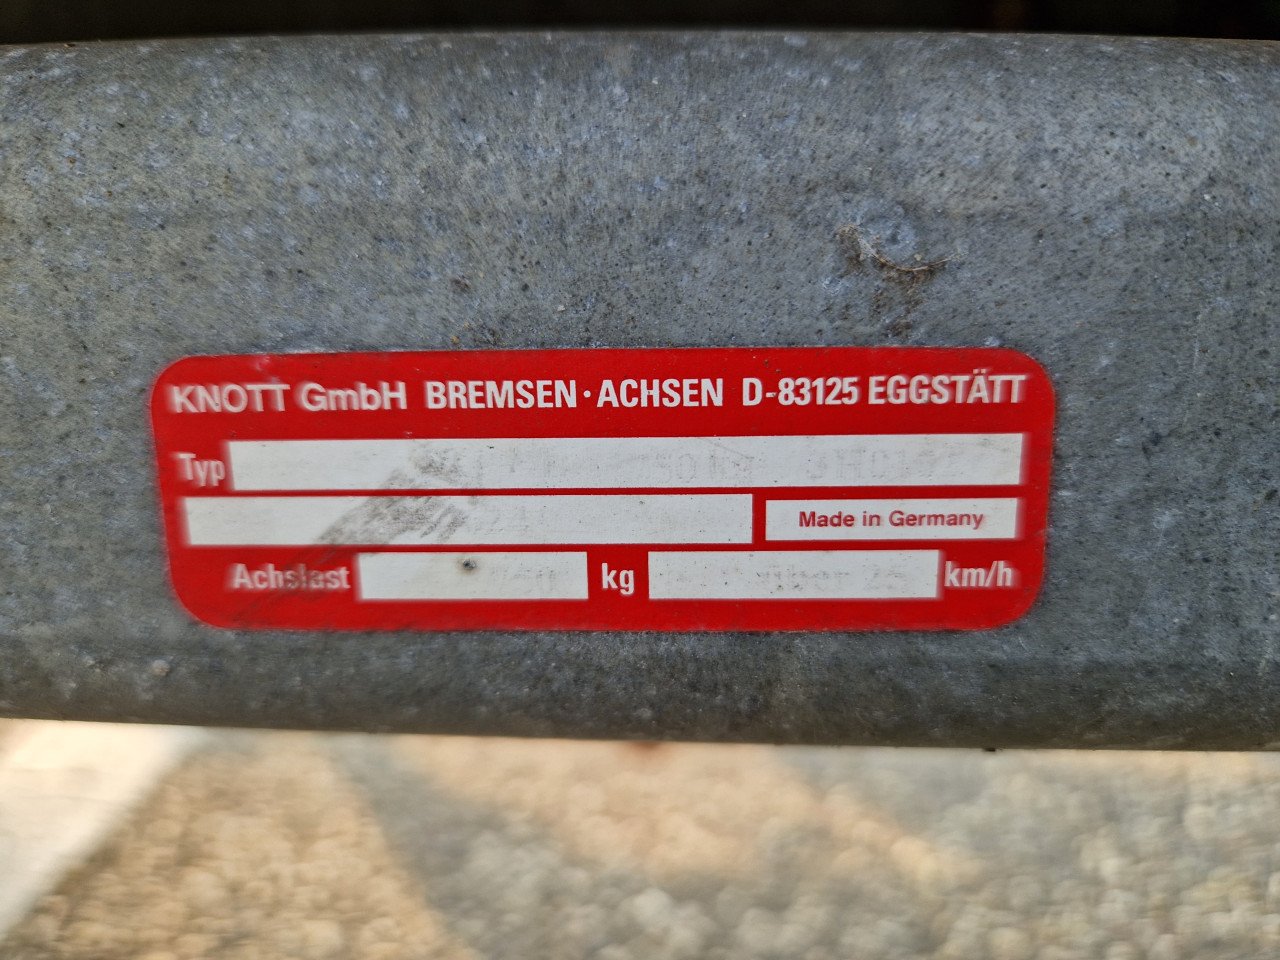 KNOTT GmbH BREMSEN · ACHSEN D-83125 EGGSTÄTT
Typ
Made in Germany
Achslast kg km/h